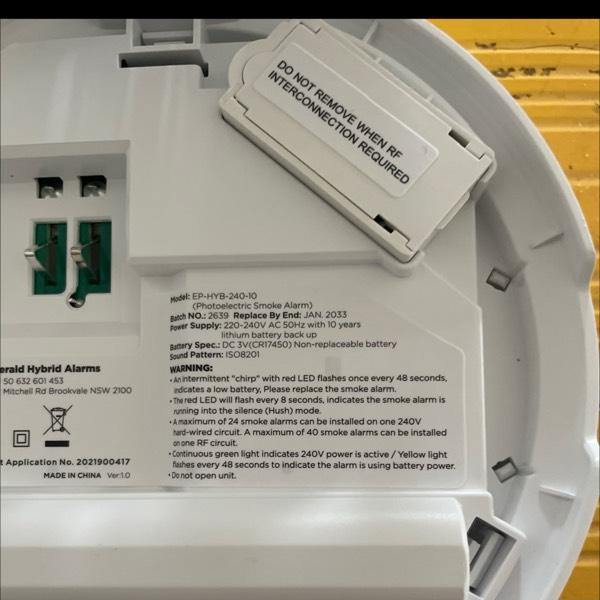 DO NOT REMOVE WHEN RF
INTERCONNECTION REQUIRED
Model: EP-HYB-240-10
(Photoelectric Smoke Alarm)
Batch NO.: 2639 Replace By End: JAN. 2033
Power Supply: 220-240V AC 50Hz with 10 years
lithium battery back up
Battery Spec.: DC 3V(CR17450) Non-replaceable battery
Sound Pattern: ISO8201
WARNING:
• An intermittent "chirp" with red LED flashes once every 48 seconds,
indicates a low battery, Please replace the smoke alarm.
• The red LED will flash every 8 seconds, indicates the smoke alarm is
running into the silence (Hush) mode.
• A maximum of 24 smoke alarms can be installed on one 240V
hard-wired circuit. A maximum of 40 smoke alarms can be installed
on one RF circuit.
• Continuous green light indicates 240V power is active / Yellow light
flashes every 48 seconds to indicate the alarm is using battery power.
• Do not open unit.
erald Hybrid Alarms
50 632 601 453
Mitchell Rd Brookvale NSW 2100
t Application No. 2021900417
MADE IN CHINA Ver:1.0